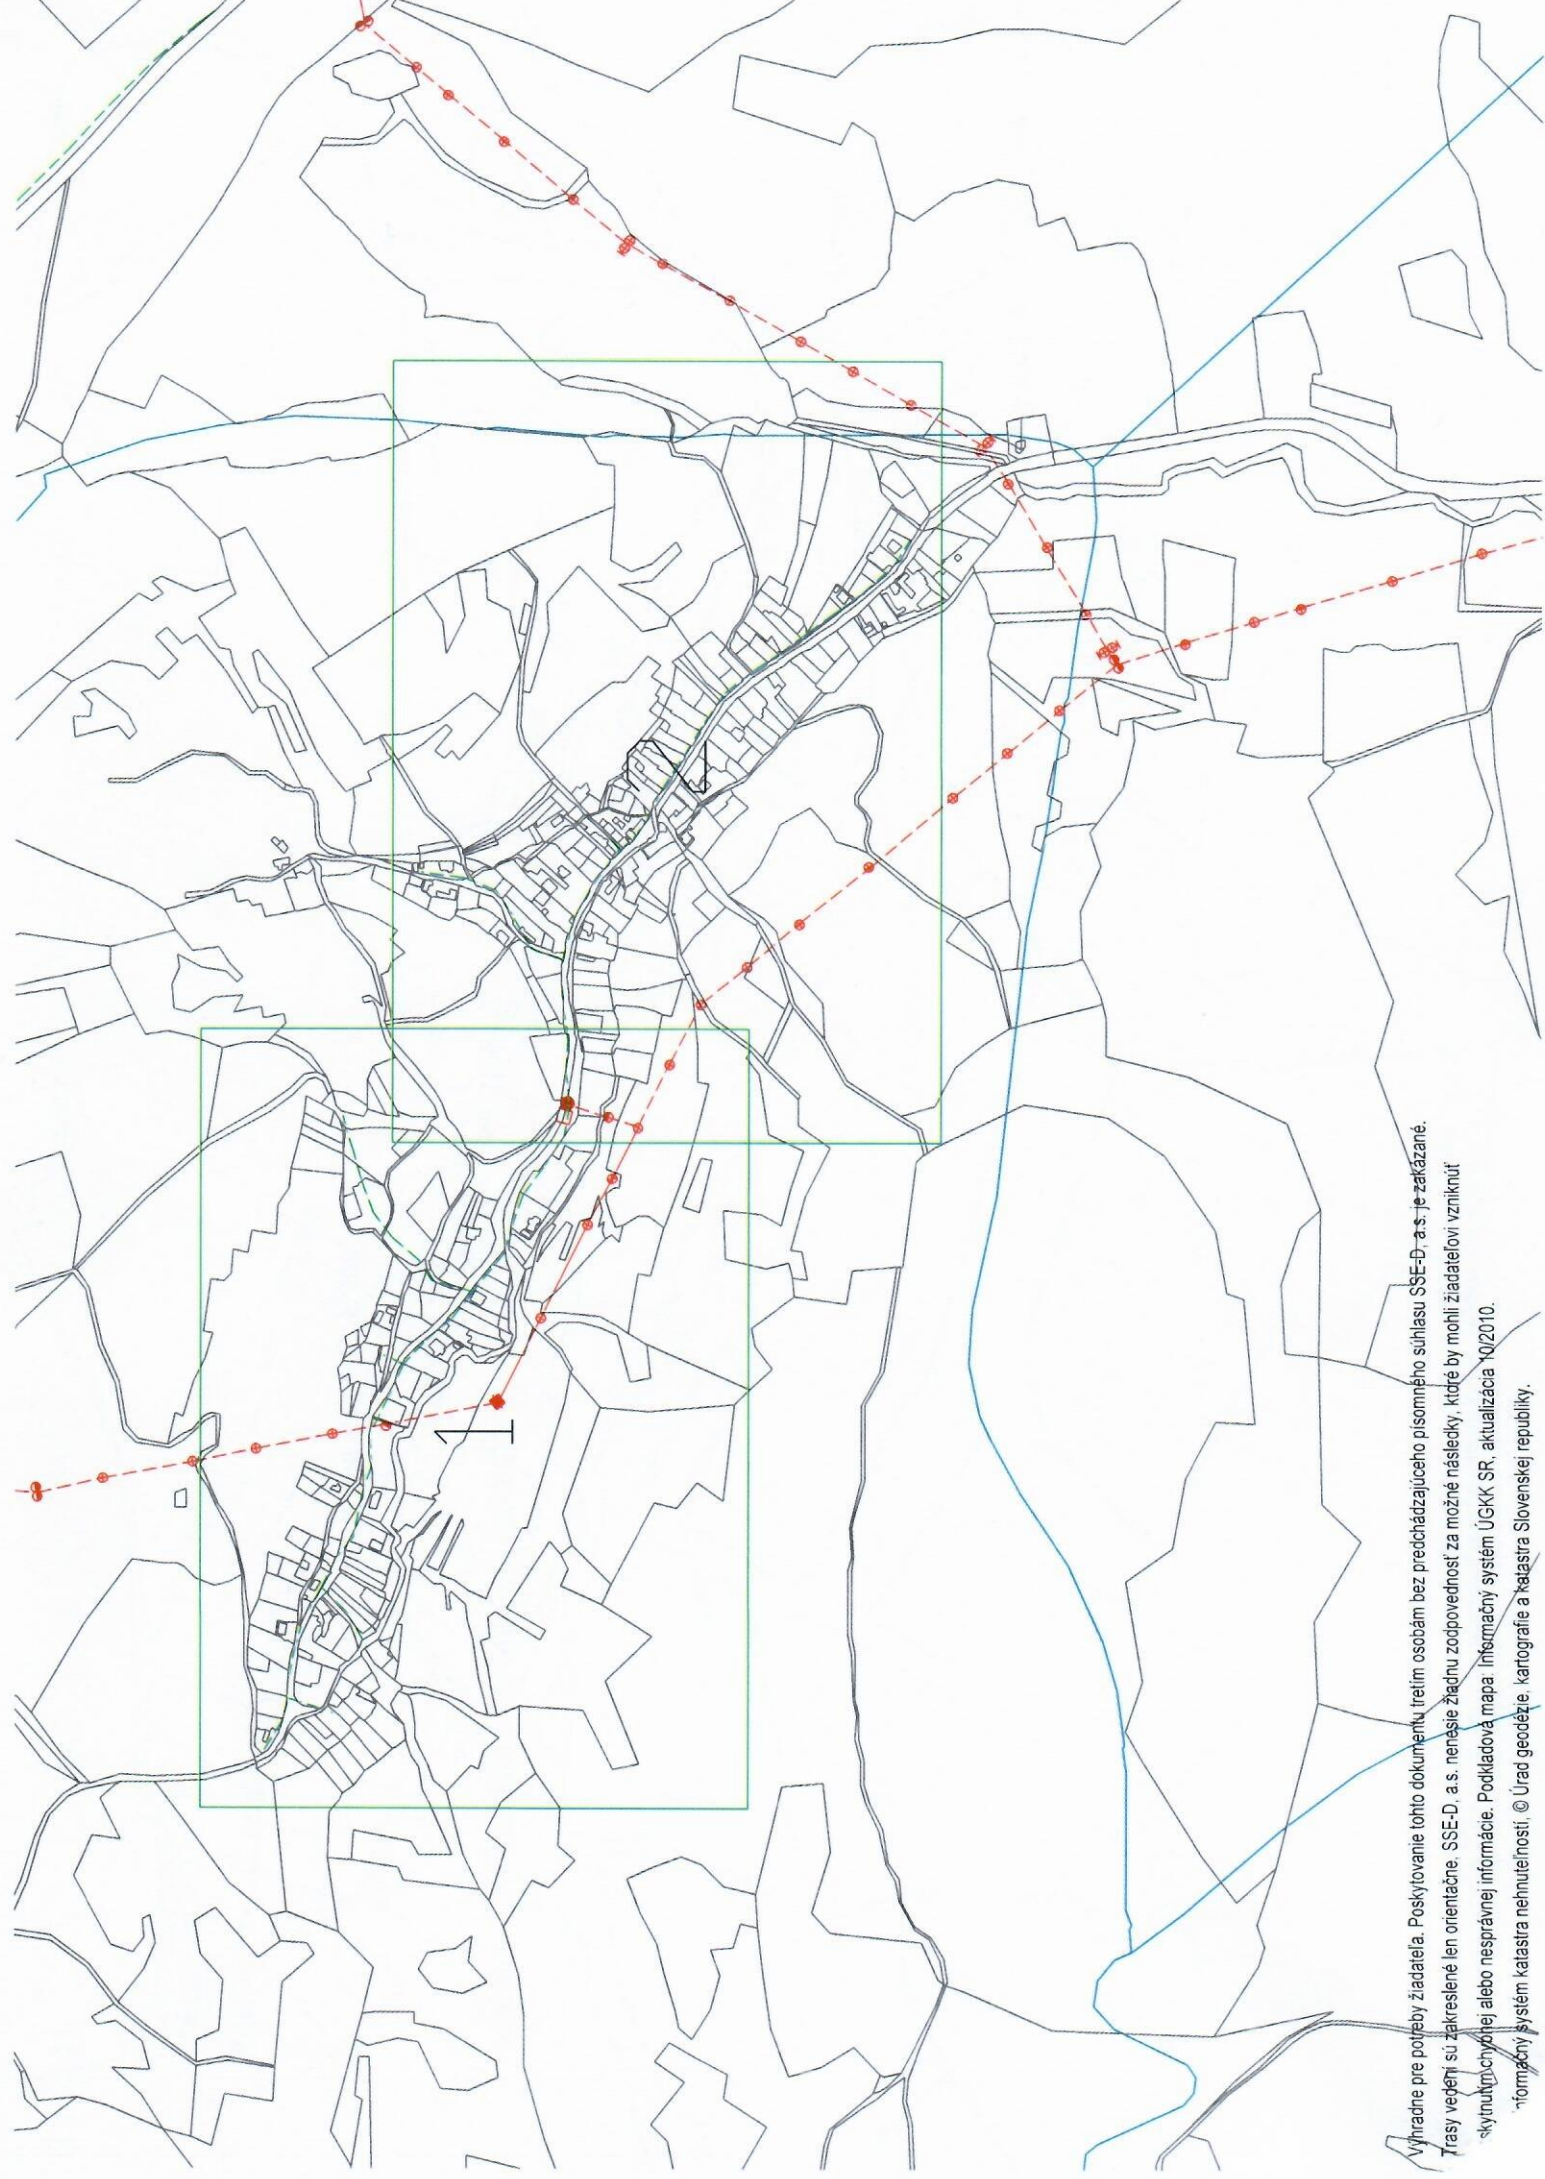 Výhradne pre potreby žiadateľa. Poskytovanie tohto dokumentu tretím osobám bez predchádzajúceho písomného súhlasu SSE-D, a.s. je zakázané.
Trasy vedení sú zakreslené len orientačne, SSE-D, a.s. nenesie žiadnu zodpovednosť za možné následky, ktoré by mohli žiadateľovi vzniknúť
skytnutím chybnej alebo nesprávnej informácie. Podkladová mapa: Informačný systém ÚGKK SR, aktualizácia 10/2010.
nformačný systém katastra nehnuteľností, © Úrad geodézie, kartografie a katastra Slovenskej republiky.
1
2